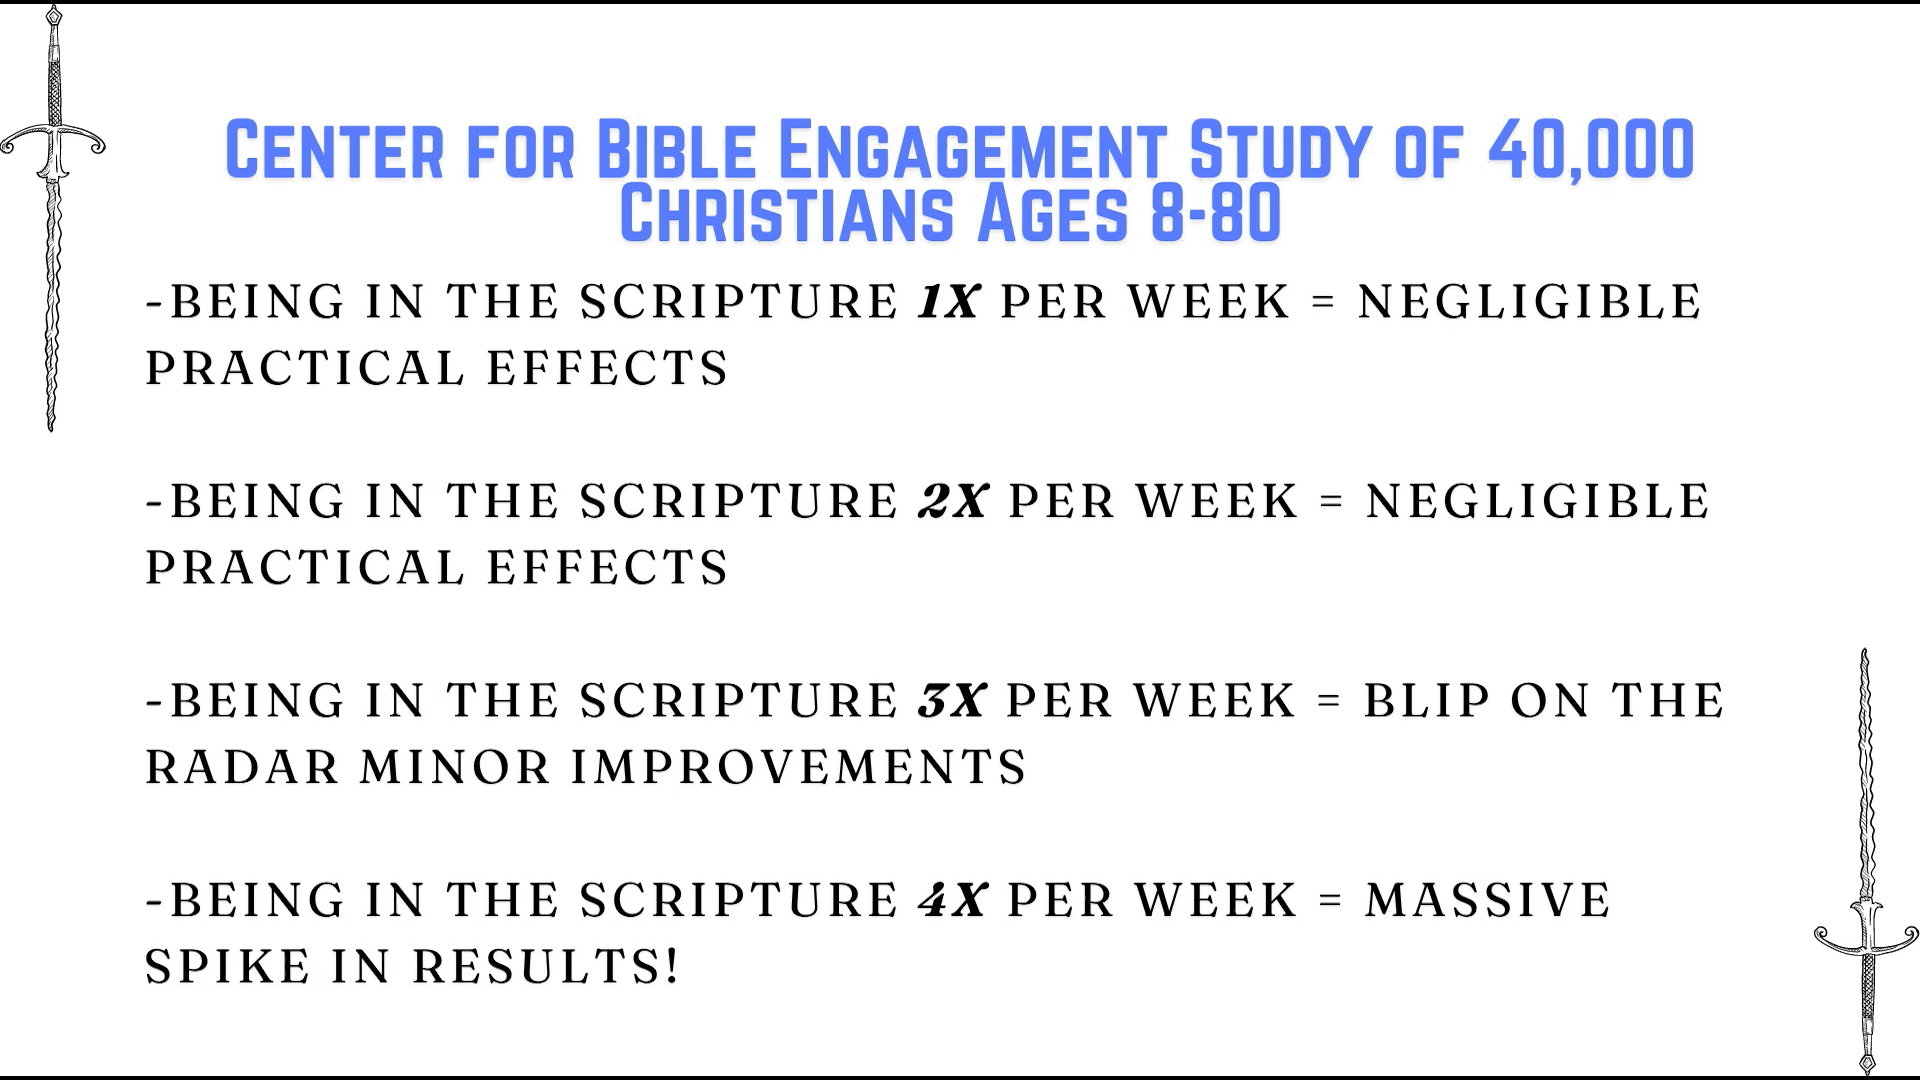 Center for Bible Engagement Study of 40,000
Christians Ages 8-80
-BEING IN THE SCRIPTURE 1X PER WEEK = NEGLIGIBLE
PRACTICAL EFFECTS
-BEING IN THE SCRIPTURE 2X PER WEEK = NEGLIGIBLE
PRACTICAL EFFECTS
-BEING IN THE SCRIPTURE 3X PER WEEK = BLIP ON THE
RADAR MINOR IMPROVEMENTS
-BEING IN THE SCRIPTURE 4X PER WEEK = MASSIVE
SPIKE IN RESULTS!